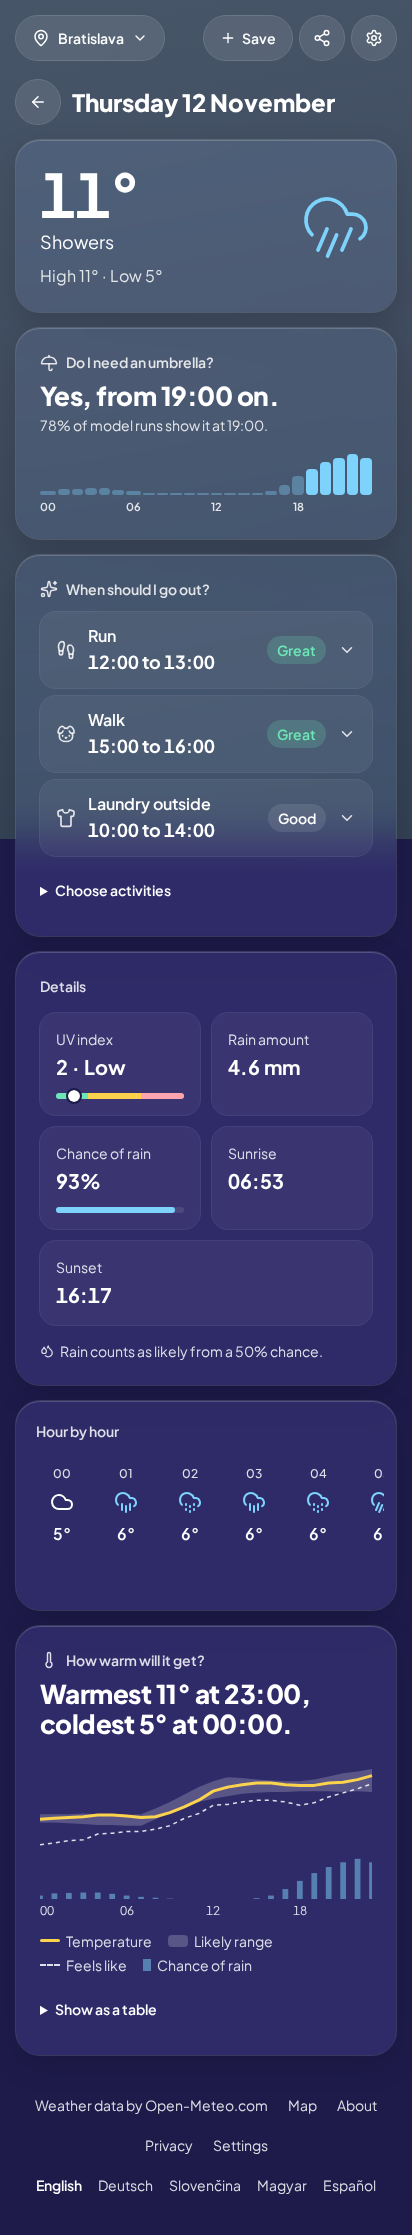 Bratislava
Save
Thursday 12 November
11°
Showers
High 11° · Low 5°
Do I need an umbrella?
Yes, from 19:00 on.
78% of model runs show it at 19:00.
00 06 12 18
When should I go out?
Run
12:00 to 13:00
Great
Walk
15:00 to 16:00
Great
Laundry outside
10:00 to 14:00
Good
Choose activities
Details
UV index
2 · Low
Rain amount
4.6 mm
Chance of rain
93%
Sunrise
06:53
Sunset
16:17
Rain counts as likely from a 50% chance.
Hour by hour
00 01 02 03 04 0
5° 6° 6° 6° 6° 6
How warm will it get?
Warmest 11° at 23:00,
coldest 5° at 00:00.
00 06 12 18
Temperature Likely range
Feels like Chance of rain
Show as a table
Weather data by Open-Meteo.com Map About
Privacy Settings
English Deutsch Slovenčina Magyar Español